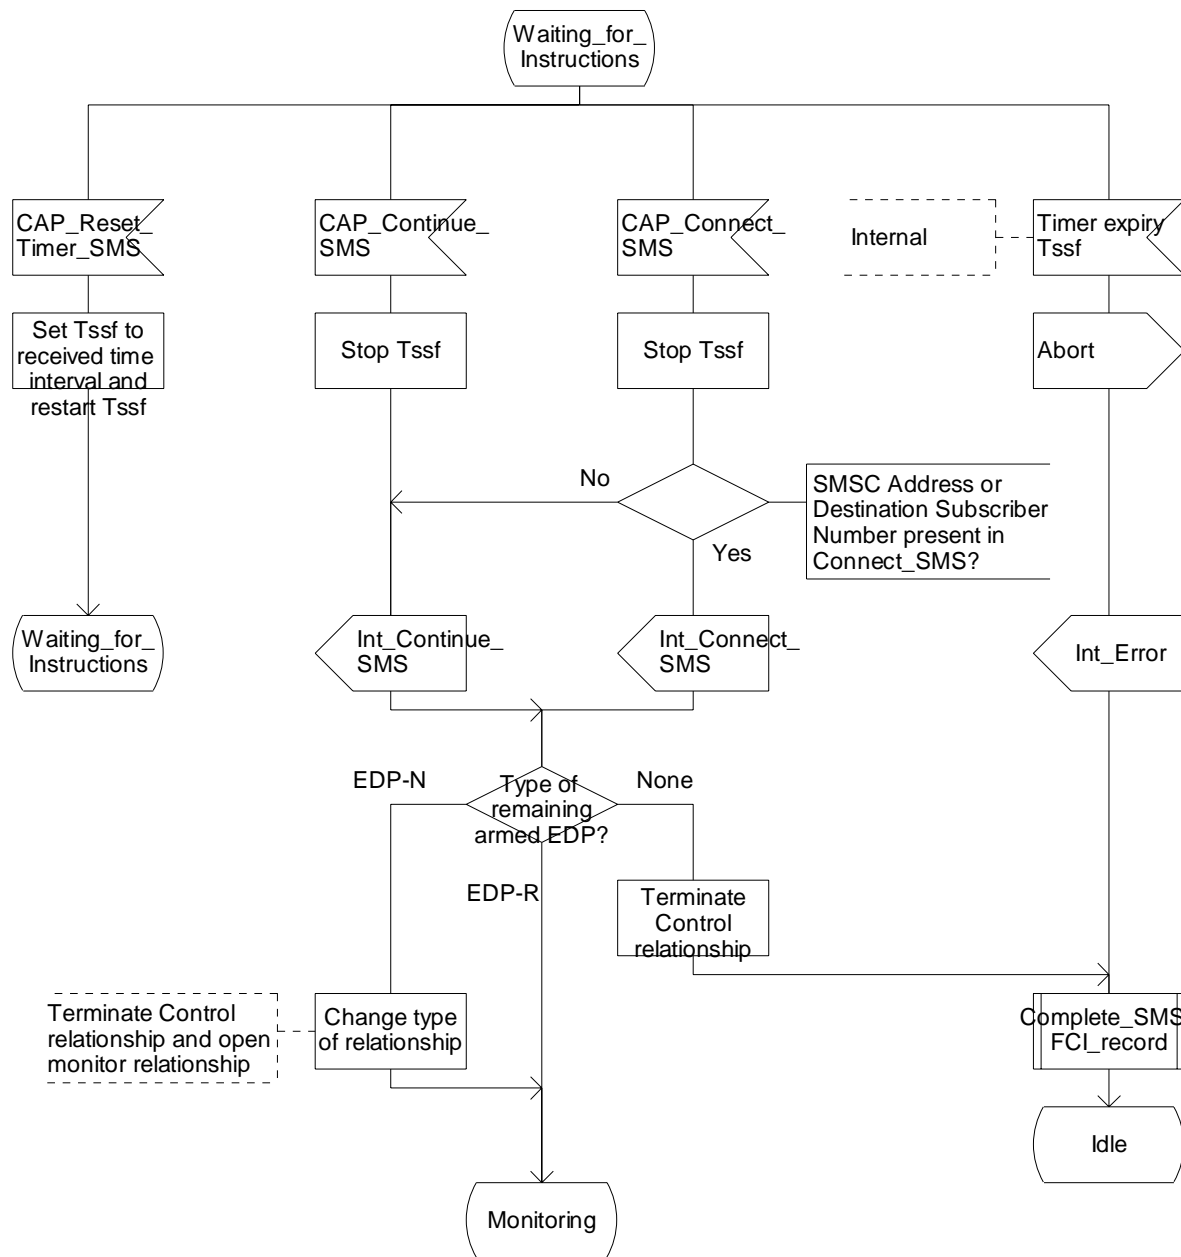 Waiting_for_
Instructions
CAP_Reset_
Timer_SMS
CAP_Continue_
SMS
CAP_Connect_
SMS
Internal
Timer expiry
Tssf
Set Tssf to
received time
interval and
restart Tssf
Stop Tssf
Stop Tssf
Abort
No
Yes
SMSC Address or
Destination Subscriber
Number present in
Connect_SMS?
Waiting_for_
Instructions
Int_Continue_
SMS
Int_Connect_
SMS
Int_Error
EDP-N
Type of
remaining
armed EDP?
None
EDP-R
Terminate
Control
relationship
Terminate Control
relationship and open
monitor relationship
Change type
of relationship
Complete_SMS
FCI_record
Idle
Monitoring